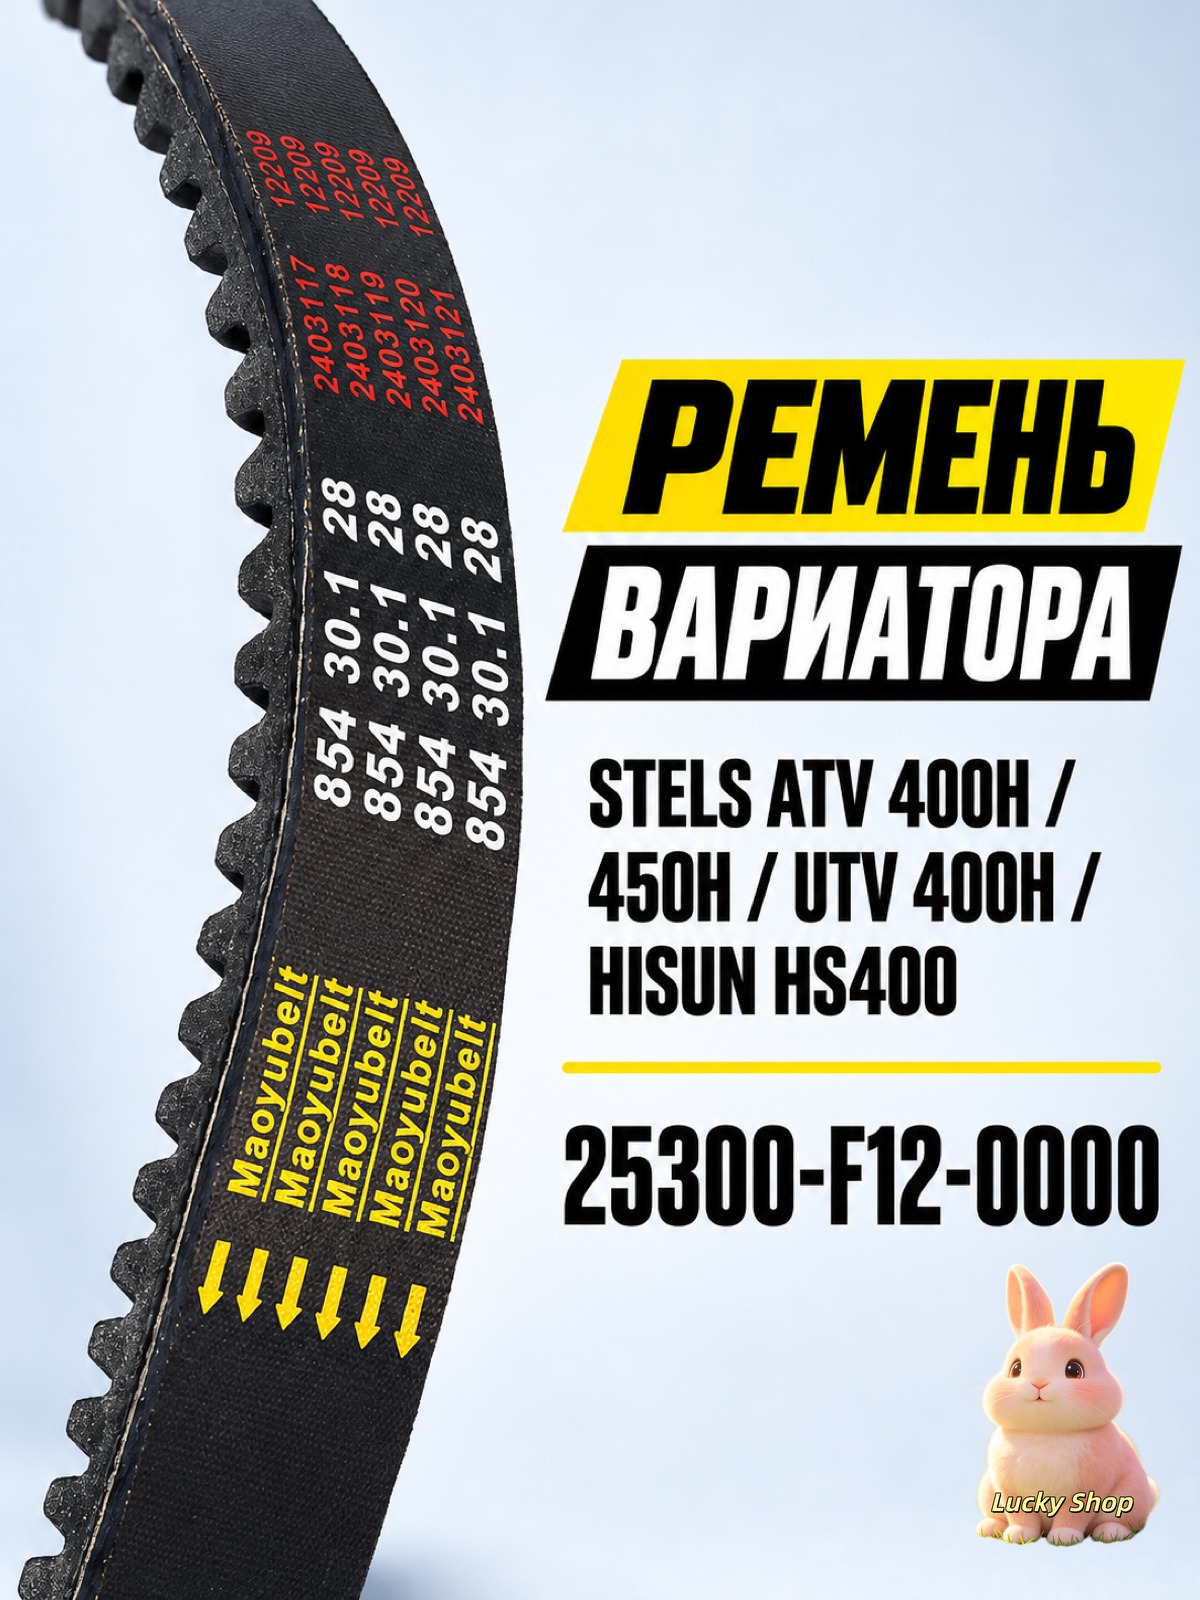 12209
12209
12209
12209
12209
2403117
2403118
2403119
2403120
2403121
854 30.1 28
854 30.1 28
854 30.1 28
854 30.1 28
Maoyubelt
Maoyubelt
Maoyubelt
Maoyubelt
Maoyubelt
РЕМЕНЬ
ВАРИАТОРА
STELS ATV 400H /
450H / UTV 400H /
HISUN HS400
25300-F12-0000
Lucky Shop